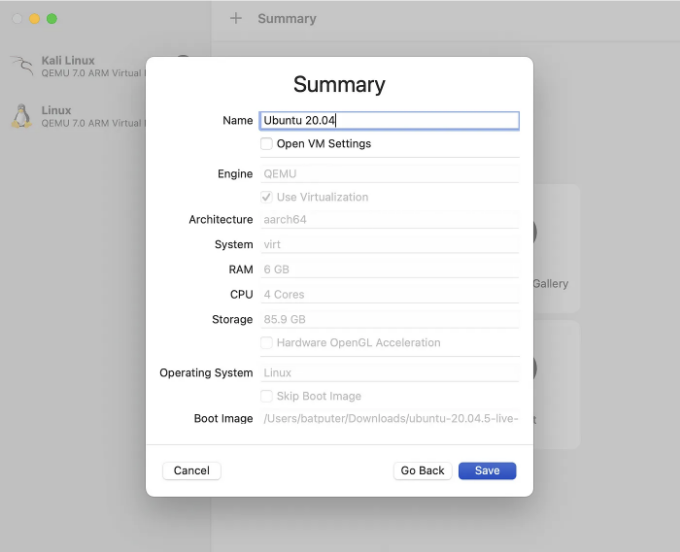 + Summary
Kali Linux
QEMU 7.0 ARM Virtual
Linux
QEMU 7.0 ARM Virtual
Summary
Name Ubuntu 20.04
Open VM Settings
Engine QEMU
Use Virtualization
Architecture aarch64
System virt
RAM 6 GB
CPU 4 Cores
Storage 85.9 GB
Hardware OpenGL Acceleration
Operating System Linux
Skip Boot Image
Boot Image /Users/batputer/Downloads/ubuntu-20.04.5-live-
Gallery
Cancel Go Back Save